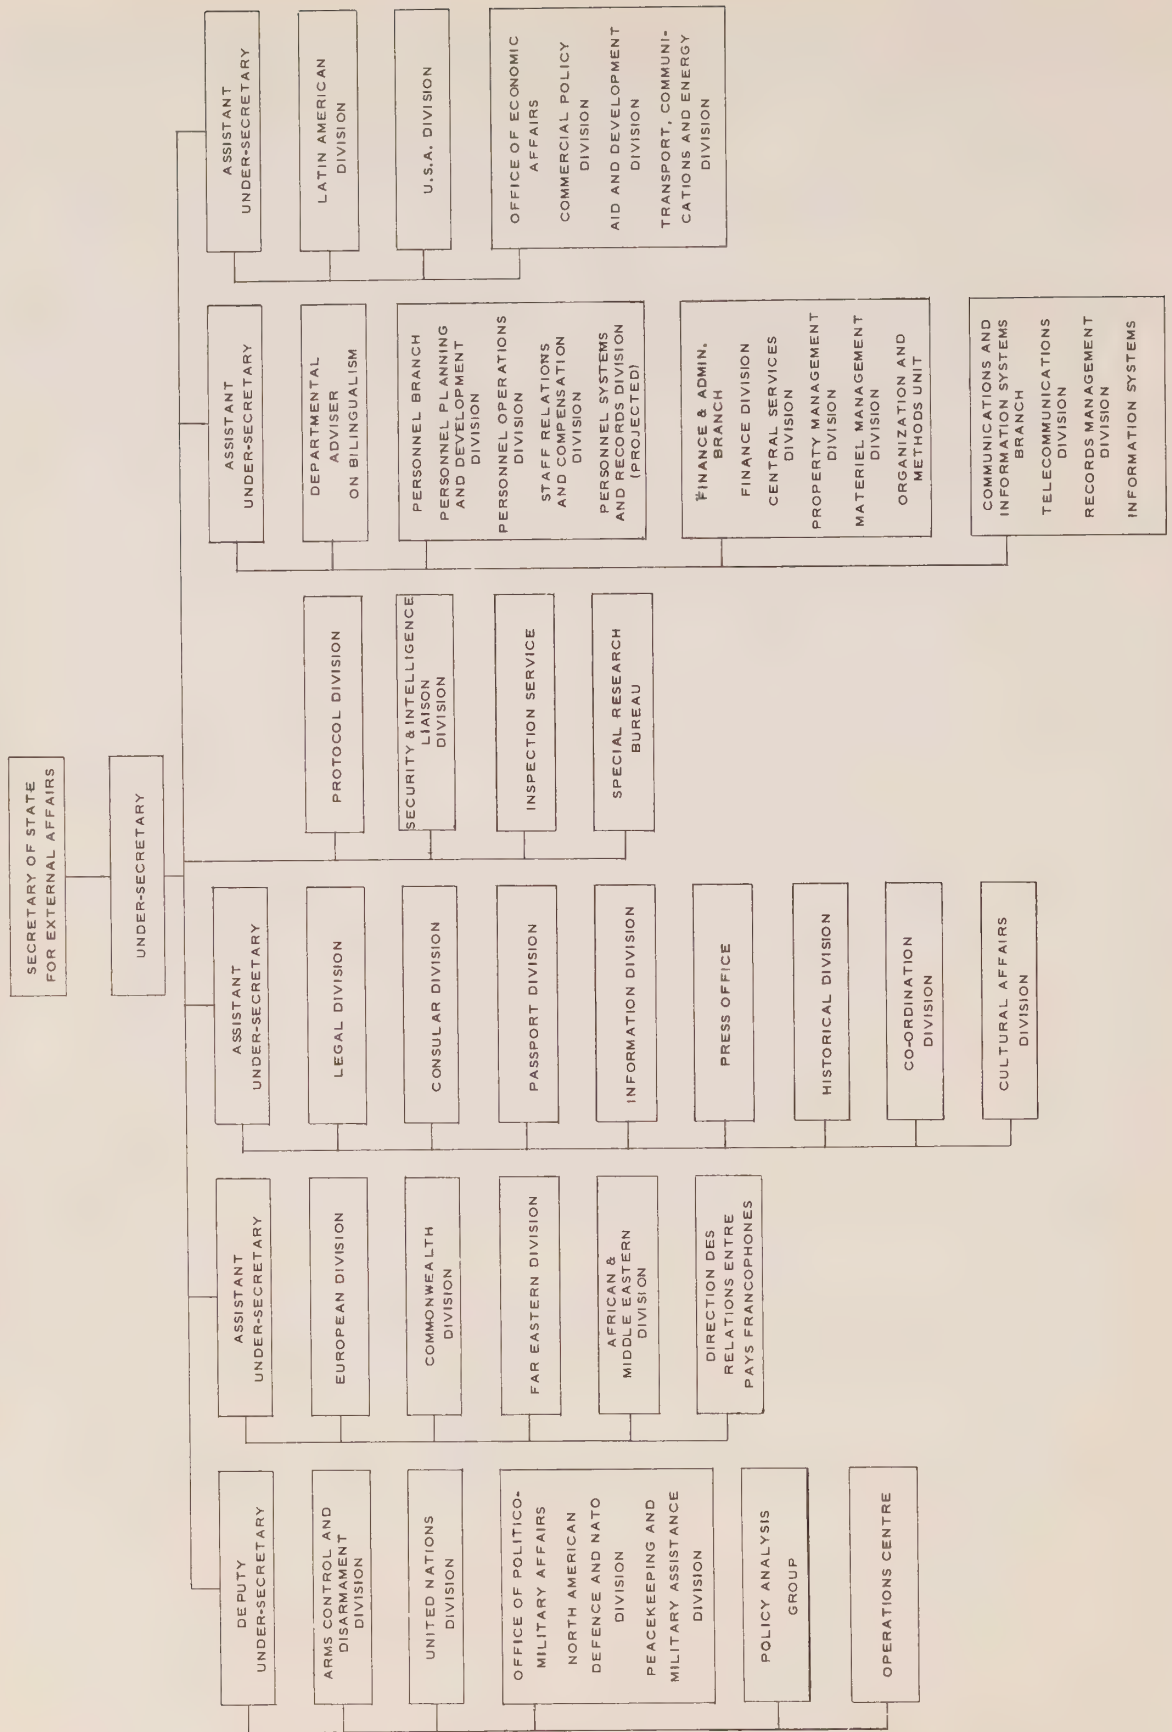 SECRETARY OF STATE
FOR EXTERNAL AFFAIRS
UNDER-SECRETARY
DEPUTY
UNDER-SECRETARY
ARMS CONTROL AND
DISARMAMENT
DIVISION
UNITED NATIONS
DIVISION
OFFICE OF POLITICO-
MILITARY AFFAIRS
NORTH AMERICAN
DEFENCE AND NATO
DIVISION
PEACEKEEPING AND
MILITARY ASSISTANCE
DIVISION
POLICY ANALYSIS
GROUP
OPERATIONS CENTRE
ASSISTANT
UNDER-SECRETARY
EUROPEAN DIVISION
COMMONWEALTH
DIVISION
FAR EASTERN DIVISION
AFRICAN &
MIDDLE EASTERN
DIVISION
DIRECTION DES
RELATIONS ENTRE
PAYS FRANCOPHONES
ASSISTANT
UNDER-SECRETARY
LEGAL DIVISION
CONSULAR DIVISION
PASSPORT DIVISION
INFORMATION DIVISION
PRESS OFFICE
HISTORICAL DIVISION
CO-ORDINATION
DIVISION
CULTURAL AFFAIRS
DIVISION
PROTOCOL DIVISION
SECURITY & INTELLIGENCE
LIAISON
DIVISION
INSPECTION SERVICE
SPECIAL RESEARCH
BUREAU
ASSISTANT
UNDER-SECRETARY
DEPARTMENTAL
ADVISER
ON BILINGUALISM
PERSONNEL BRANCH
PERSONNEL PLANNING
AND DEVELOPMENT
DIVISION
PERSONNEL OPERATIONS
DIVISION
STAFF RELATIONS
AND COMPENSATION
DIVISION
PERSONNEL SYSTEMS
AND RECORDS DIVISION
(PROJECTED)
FINANCE & ADMIN.
BRANCH
FINANCE DIVISION
CENTRAL SERVICES
DIVISION
PROPERTY MANAGEMENT
DIVISION
MATERIEL MANAGEMENT
DIVISION
ORGANIZATION AND
METHODS UNIT
COMMUNICATIONS AND
INFORMATION SYSTEMS
BRANCH
TELECOMMUNICATIONS
DIVISION
RECORDS MANAGEMENT
DIVISION
INFORMATION SYSTEMS
ASSISTANT
UNDER-SECRETARY
LATIN AMERICAN
DIVISION
U.S.A. DIVISION
OFFICE OF ECONOMIC
AFFAIRS
COMMERCIAL POLICY
DIVISION
AID AND DEVELOPMENT
DIVISION
TRANSPORT, COMMUNI-
CATIONS AND ENERGY
DIVISION